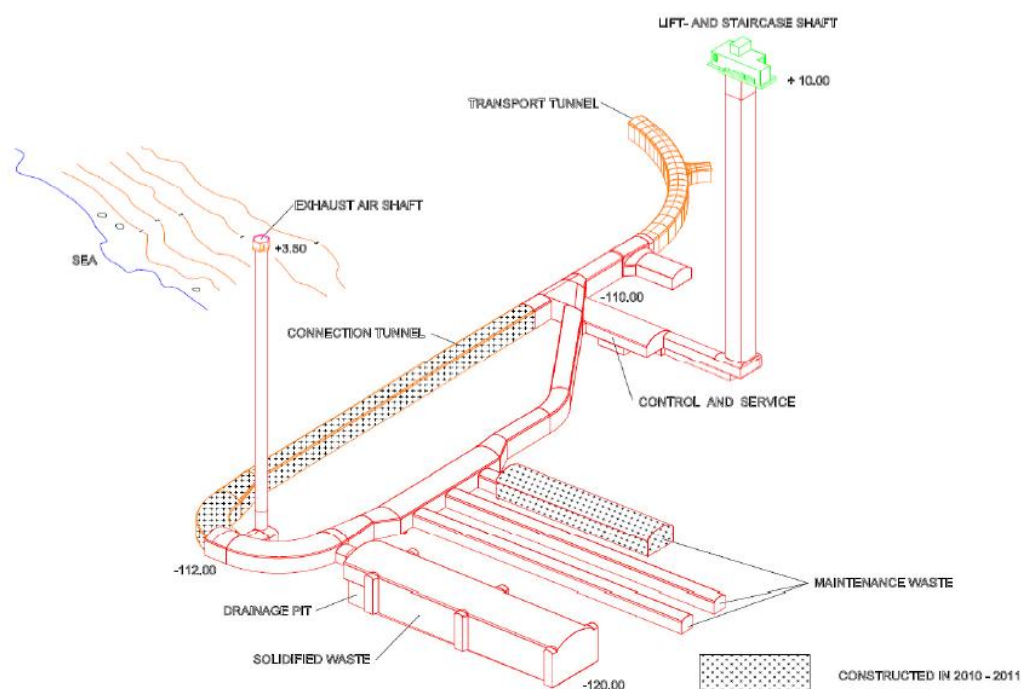 LIFT- AND STAIRCASE SHAFT
+ 10.00
TRANSPORT TUNNEL
EXHAUST AIR SHAFT
+3.50
SEA
-110.00
CONNECTION TUNNEL
CONTROL AND SERVICE
-112.00
MAINTENANCE WASTE
DRAINAGE PIT
SOLIDIFIED WASTE
-120.00
CONSTRUCTED IN 2010 - 2011